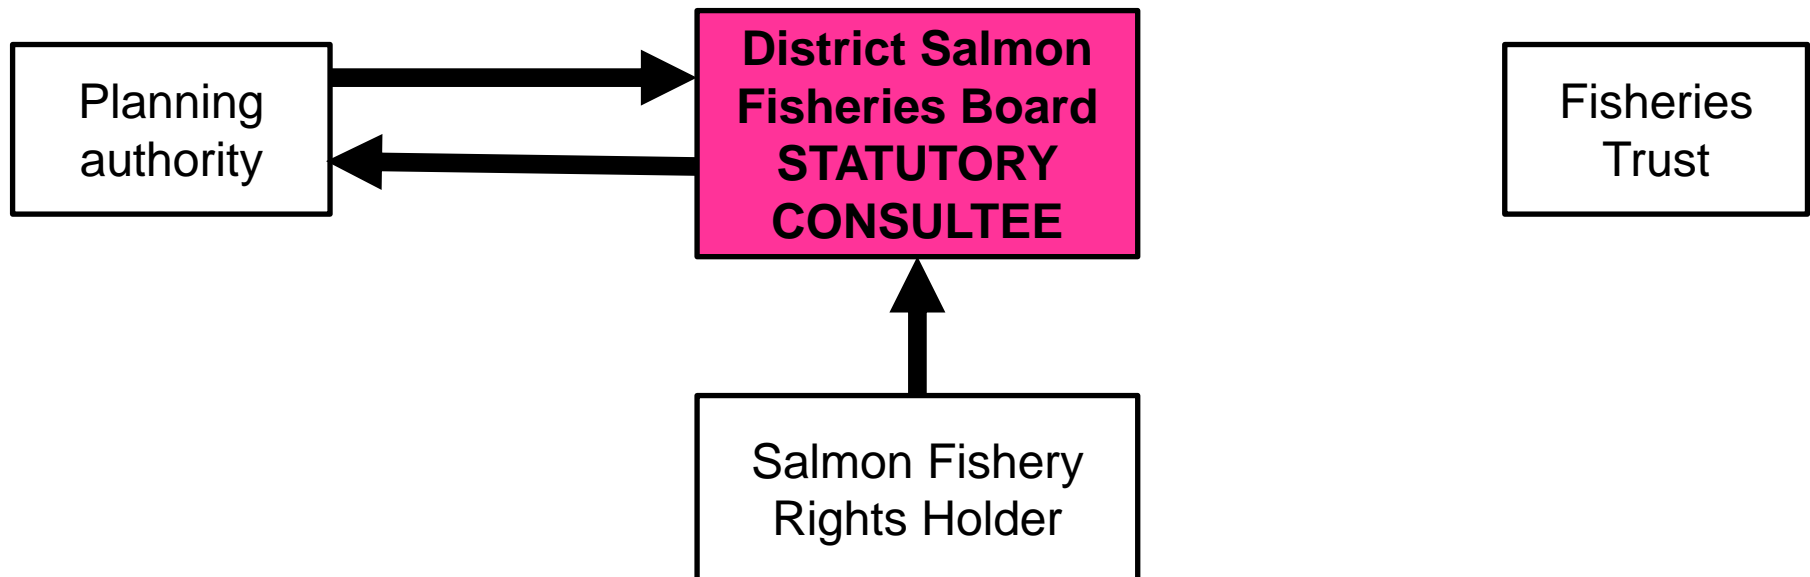 Planning
authority
District Salmon
Fisheries Board
STATUTORY
CONSULTEE
Fisheries
Trust
Salmon Fishery
Rights Holder